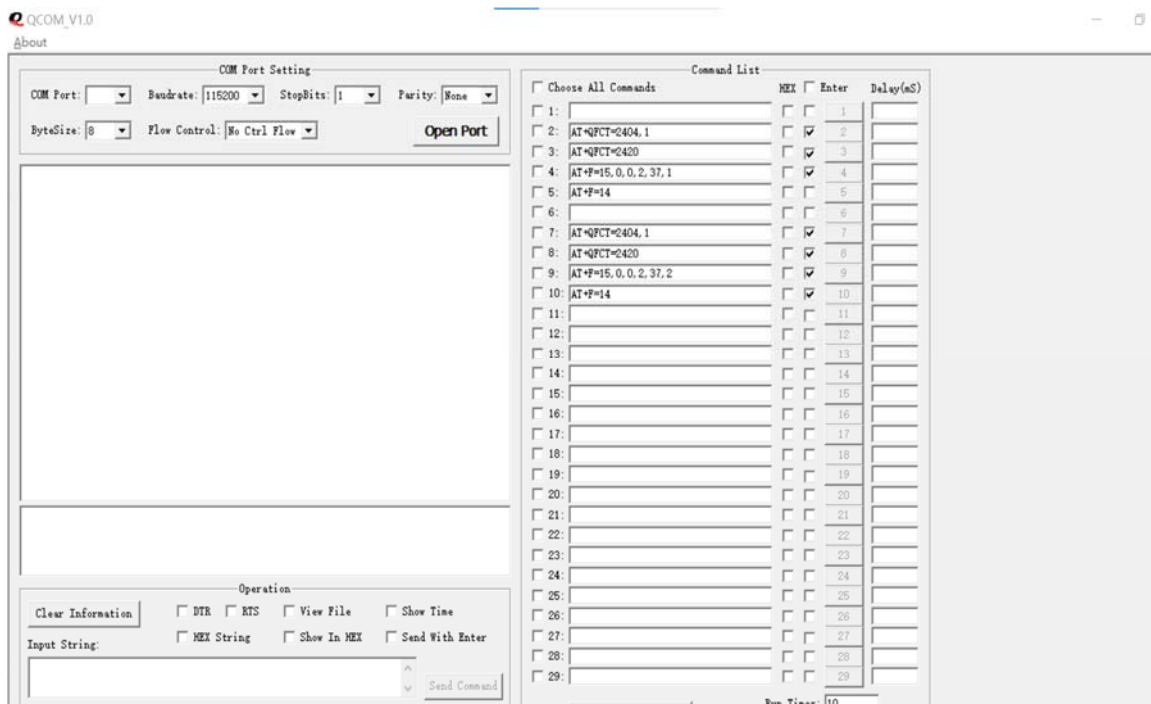 QCOM_V1.0
About
COM Port Setting
COM Port:
Baudrate: 115200
StopBits: 1
Parity: None
ByteSize: 8
Flow Control: No Ctrl Flow
Open Port
Operation
Clear Information
DTR
RTS
View File
Show Time
HEX String
Show In HEX
Send With Enter
Input String:
Send Command
Command List
Choose All Commands HEX Enter Delay(mS)
1: 1
2: AT+QFCT=2404,1 2
3: AT+QFCT=2420 3
4: AT+F=15,0,0,2,37,1 4
5: AT+F=14 5
6: 6
7: AT+QFCT=2404,1 7
8: AT+QFCT=2420 8
9: AT+F=15,0,0,2,37,2 9
10: AT+F=14 10
11: 11
12: 12
13: 13
14: 14
15: 15
16: 16
17: 17
18: 18
19: 19
20: 20
21: 21
22: 22
23: 23
24: 24
25: 25
26: 26
27: 27
28: 28
29: 29
Run Times: 10